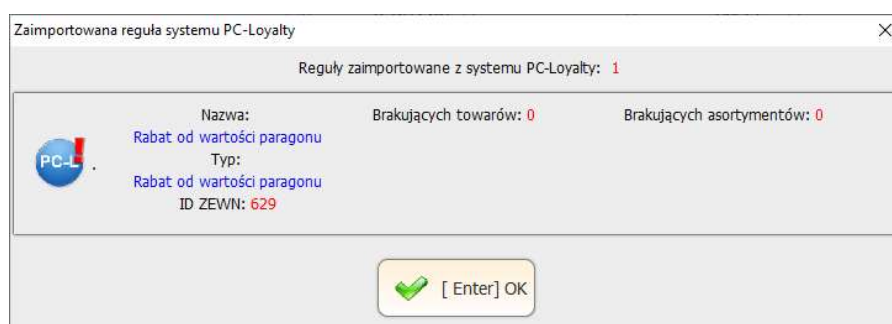 Zaimportowana reguła systemu PC-Loyalty
Reguły zaimportowane z systemu PC-Loyalty: 1
Nazwa:
Rabat od wartości paragonu
Typ:
Rabat od wartości paragonu
ID ZEWN: 629
Brakujących towarów: 0
Brakujących asortymentów: 0
PC-L! .
[ Enter] OK